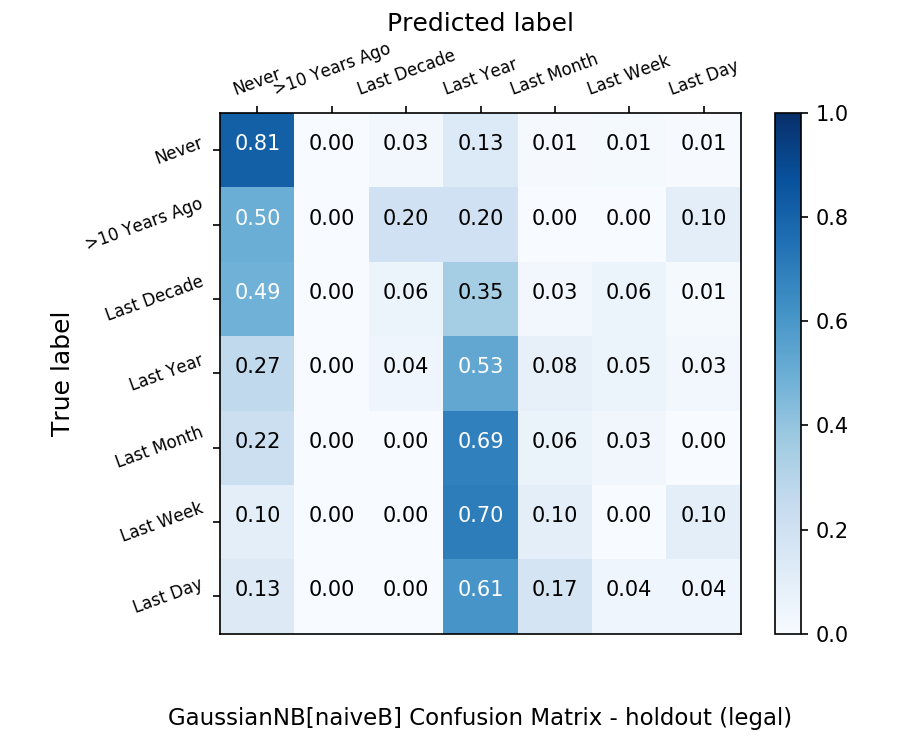 Predicted label
Never >10 Years Ago Last Decade Last Year Last Month Last Week Last Day
True label
Never 0.81 0.00 0.03 0.13 0.01 0.01 0.01
>10 Years Ago 0.50 0.00 0.20 0.20 0.00 0.00 0.10
Last Decade 0.49 0.00 0.06 0.35 0.03 0.06 0.01
Last Year 0.27 0.00 0.04 0.53 0.08 0.05 0.03
Last Month 0.22 0.00 0.00 0.69 0.06 0.03 0.00
Last Week 0.10 0.00 0.00 0.70 0.10 0.00 0.10
Last Day 0.13 0.00 0.00 0.61 0.17 0.04 0.04
1.0
0.8
0.6
0.4
0.2
0.0
GaussianNB[naiveB] Confusion Matrix - holdout (legal)